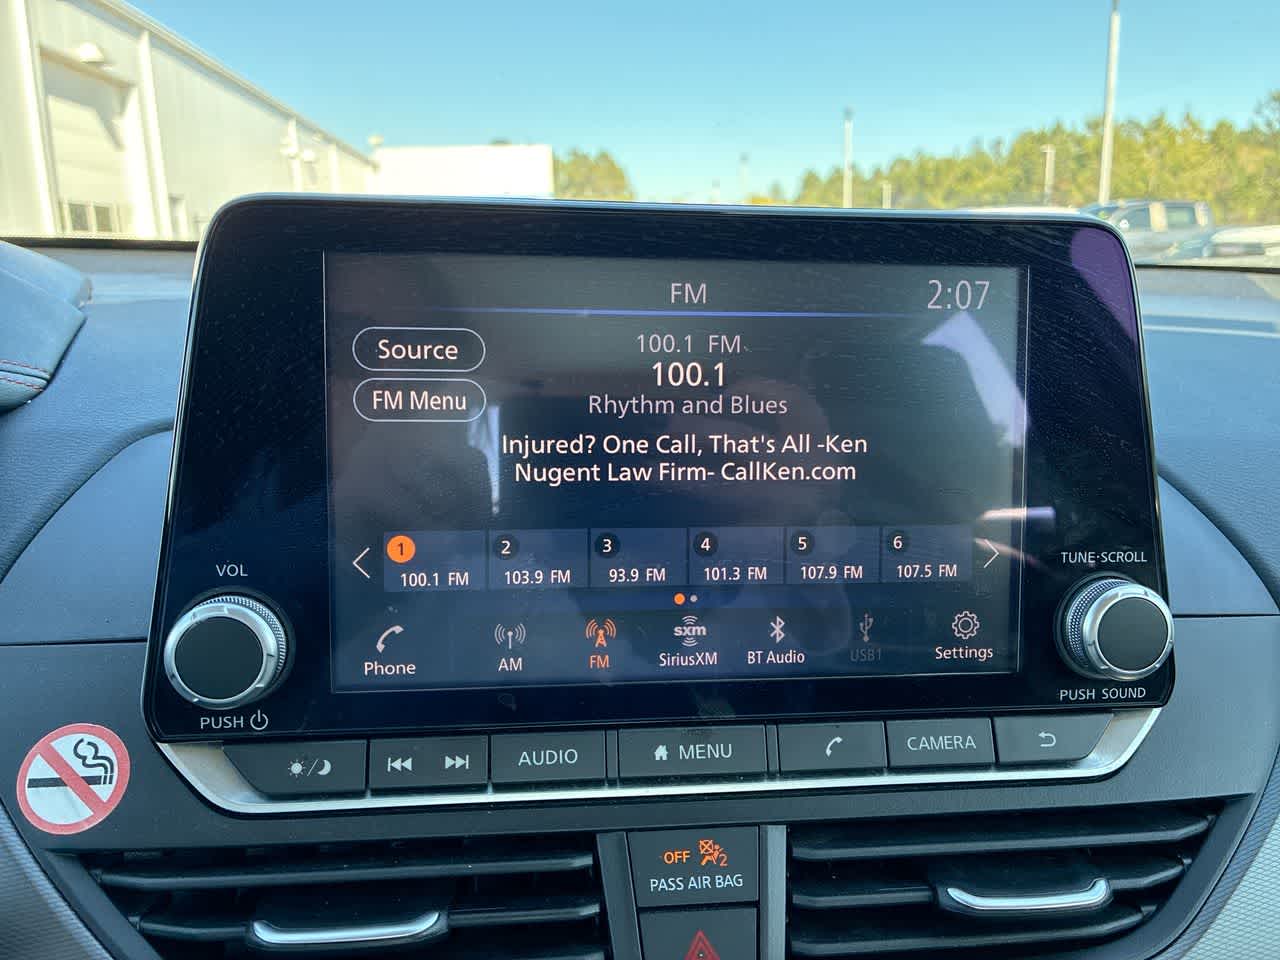 FM
2:07
Source
FM Menu
100.1 FM
100.1
Rhythm and Blues
Injured? One Call, That's All -Ken
Nugent Law Firm- CallKen.com
1
100.1 FM
2
103.9 FM
3
93.9 FM
4
101.3 FM
5
107.9 FM
6
107.5 FM
Phone
AM
FM
sxm
SiriusXM
BT Audio
USB1
Settings
VOL
PUSH
TUNE·SCROLL
PUSH SOUND
AUDIO
MENU
CAMERA
OFF
2
PASS AIR BAG